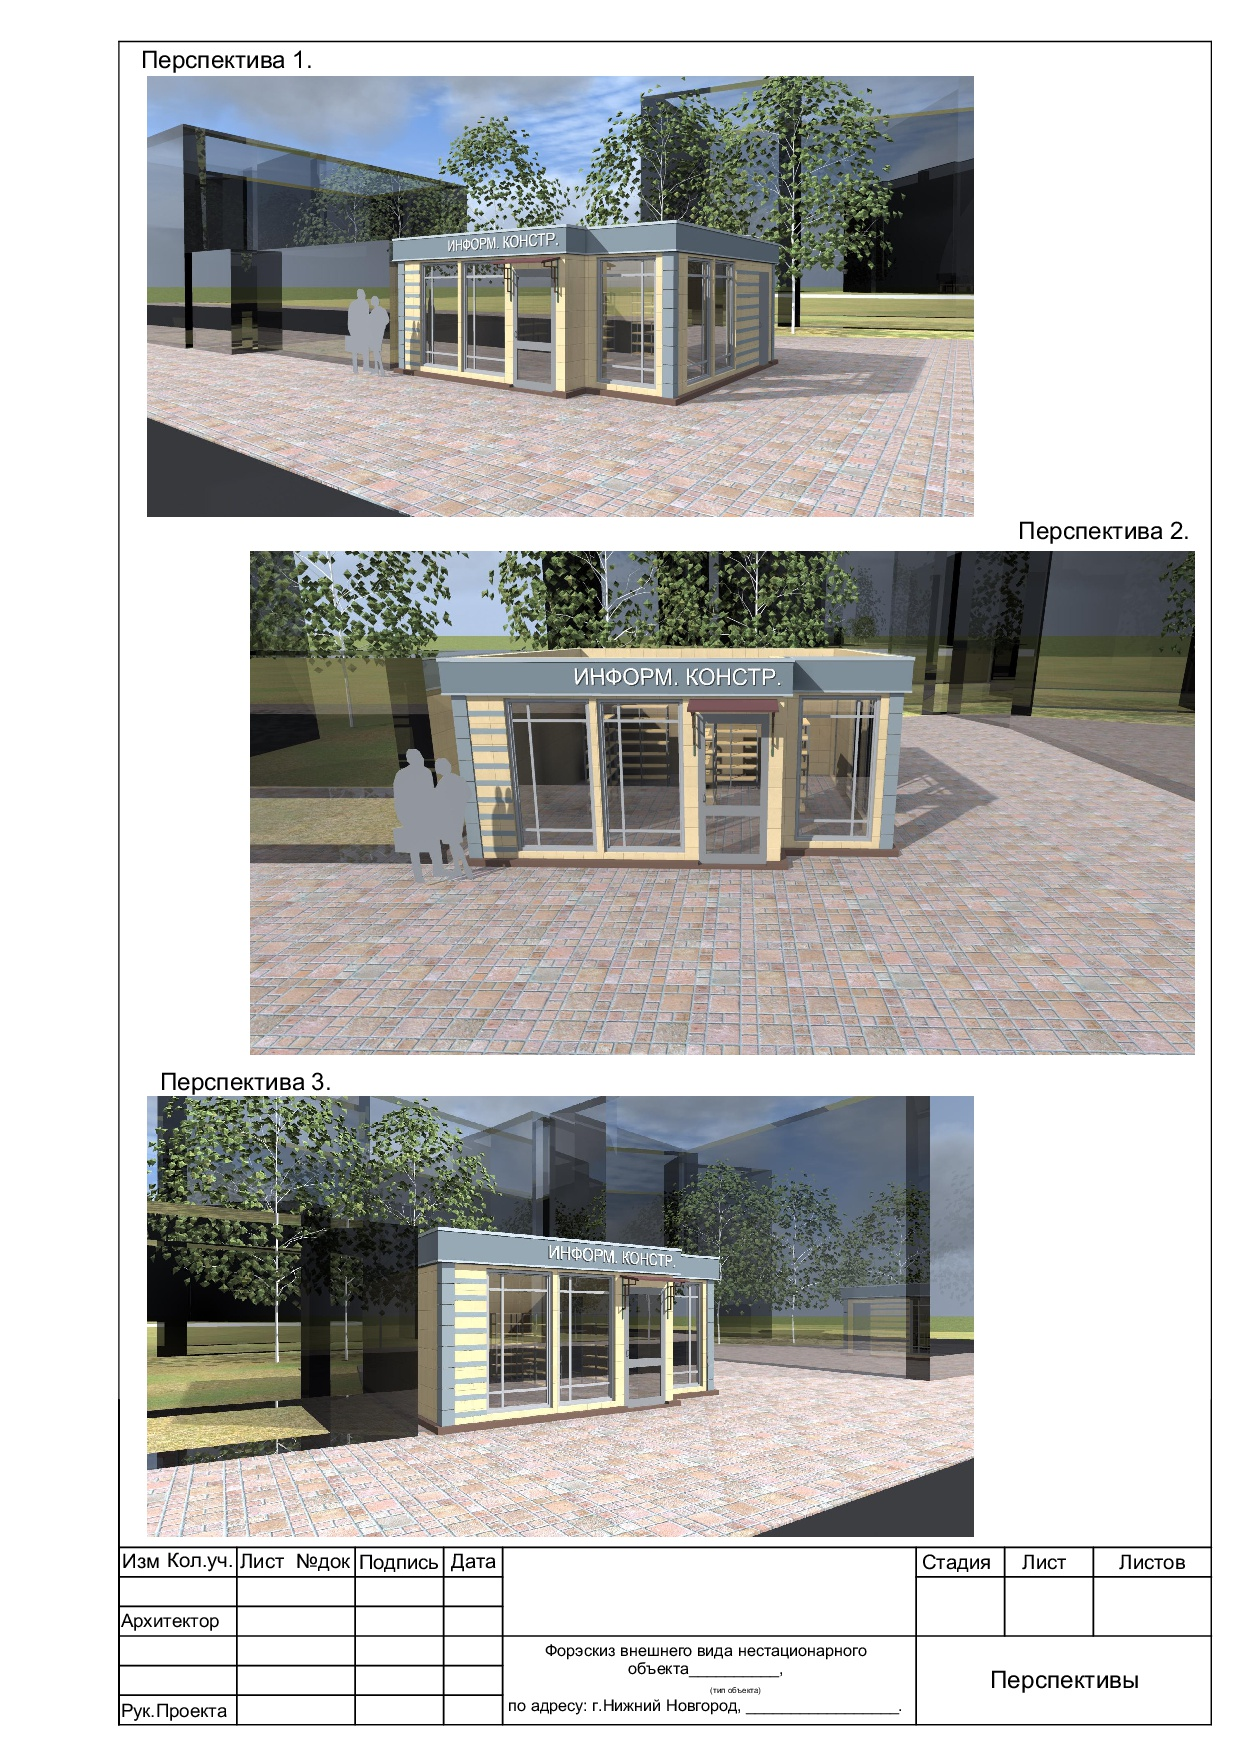 Перспектива 1.
ИНФОРМ. КОНСТР.
Перспектива 2.
ИНФОРМ. КОНСТР.
Перспектива 3.
ИНФОРМ. КОНСТР.
Изм Кол.уч. Лист №док Подпись Дата
Стадия Лист Листов
Архитектор
Форэскиз внешнего вида нестационарного
объекта__________,
(тип объекта)
по адресу: г.Нижний Новгород, _________________.
Перспективы
Рук.Проекта